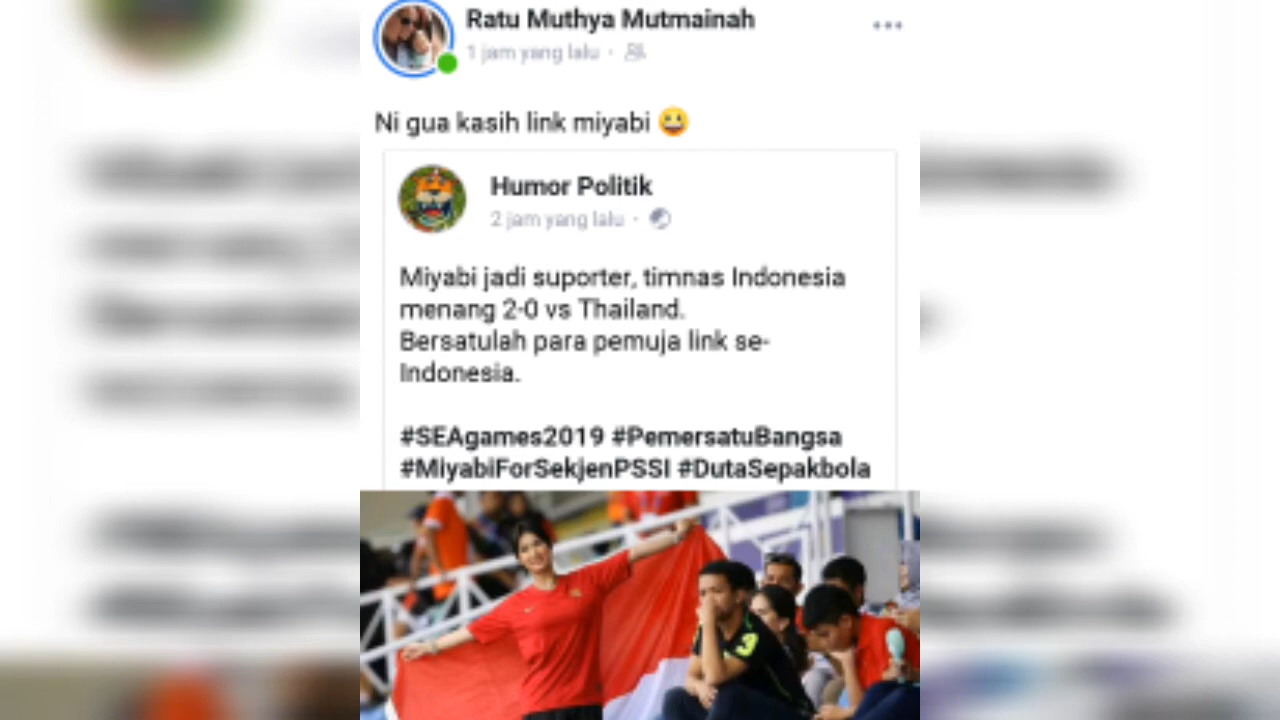 Ratu Muthya Mutmainah
1 jam yang lalu ·
Ni gua kasih link miyabi 😀
Humor Politik
2 jam yang lalu ·
Miyabi jadi suporter, timnas Indonesia
menang 2-0 vs Thailand.
Bersatulah para pemuja link se-
Indonesia.
#SEAgames2019 #PemersatuBangsa
#MiyabiForSekjenPSSI #DutaSepakbola
3